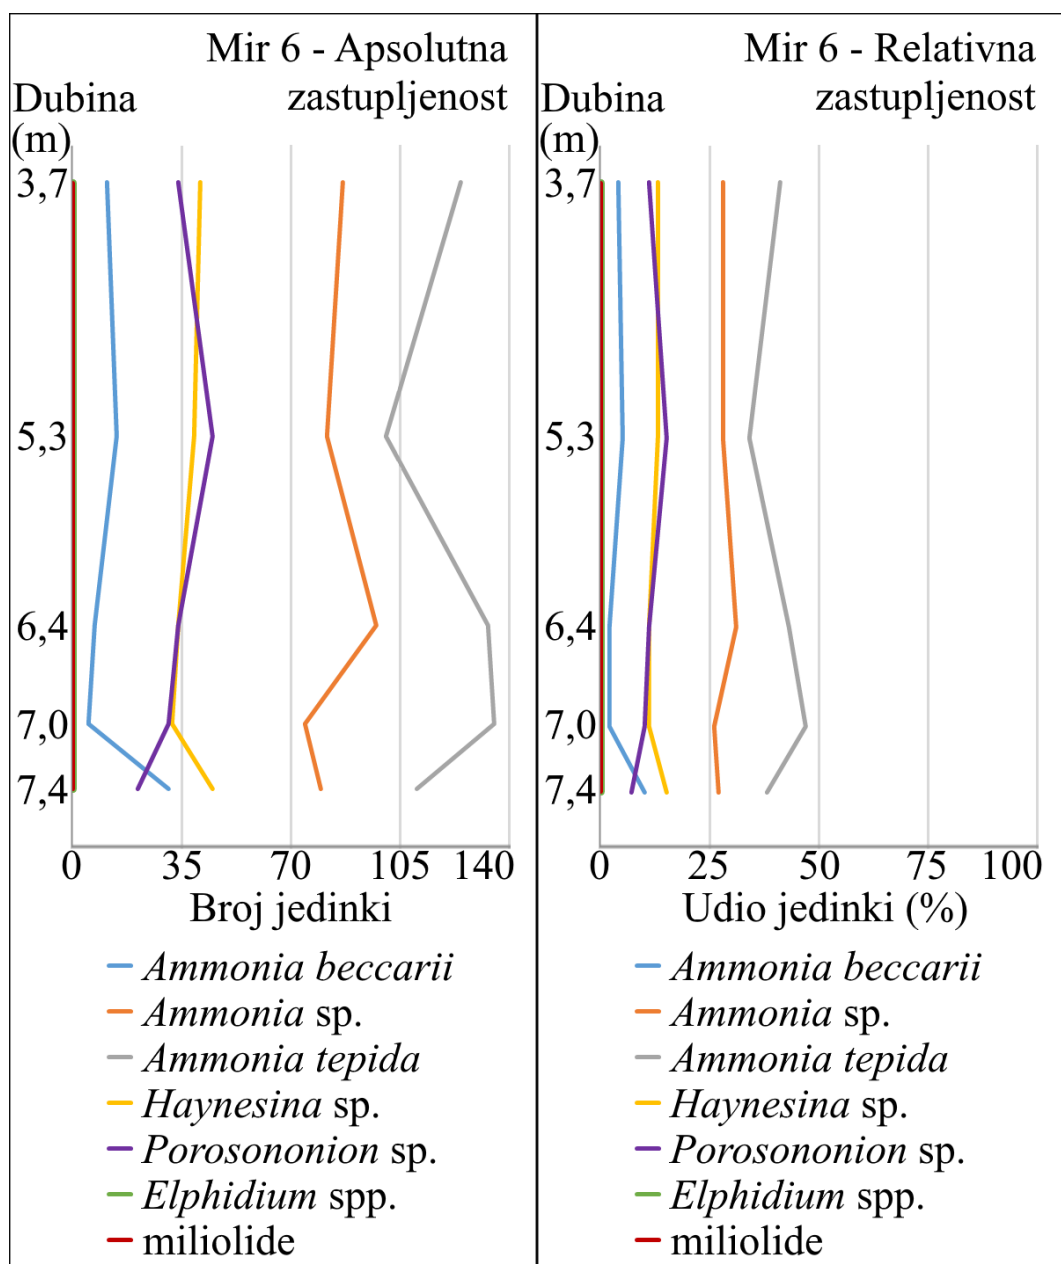 Mir 6 - Apsolutna
zastupljenost
Dubina
(m)
3,7
5,3
6,4
7,0
7,4
0 35 70 105 140
Broj jedinki
Ammonia beccarii
Ammonia sp.
Ammonia tepida
Haynesina sp.
Porosononion sp.
Elphidium spp.
miliolide
Mir 6 - Relativna
zastupljenost
Dubina
(m)
3,7
5,3
6,4
7,0
7,4
0 25 50 75 100
Udio jedinki (%)
Ammonia beccarii
Ammonia sp.
Ammonia tepida
Haynesina sp.
Porosononion sp.
Elphidium spp.
miliolide